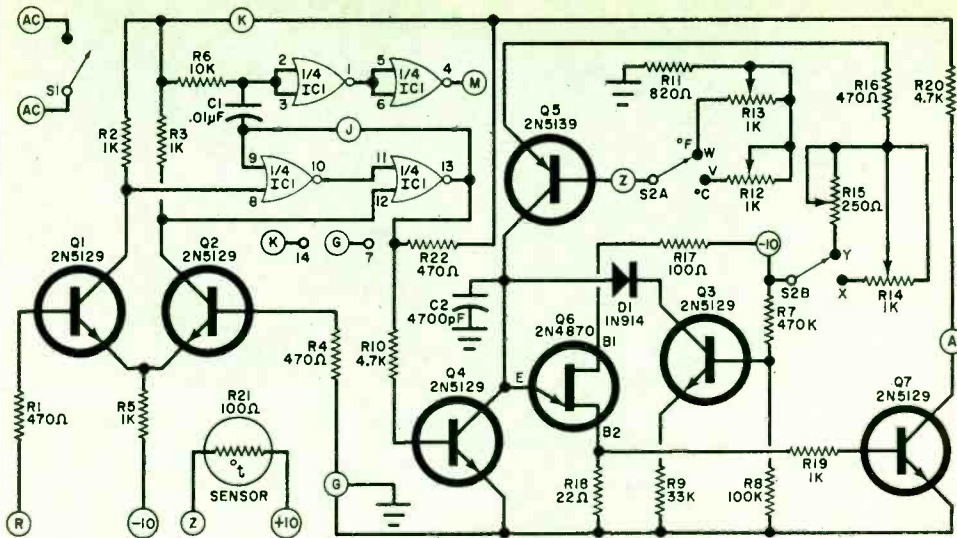 AC
K
S1
AC
R6
10K
C1
.01µF
2
3
1/4
IC1
1
5
6
1/4
IC1
4
M
R2
1K
R3
1K
J
9
8
1/4
IC1
10
11
12
1/4
IC1
13
K
14
G
7
Q1
2N5129
Q2
2N5129
R22
470Ω
R1
470Ω
R5
1K
R4
470Ω
R10
4.7K
R21
100Ω
°t
SENSOR
R
-10
Z
+10
G
Q5
2N5139
C2
4700pF
Q4
2N5129
E
Q6
2N4870
B1
B2
R18
22Ω
R11
820Ω
R13
1K
°F
W
Z
S2A
V
°C
R12
1K
R17
100Ω
-10
D1
1N914
Q3
2N5129
R7
470K
R9
33K
R8
100K
R19
1K
R16
470Ω
R20
4.7K
R15
250Ω
S2B
Y
X
R14
1K
A
Q7
2N5129